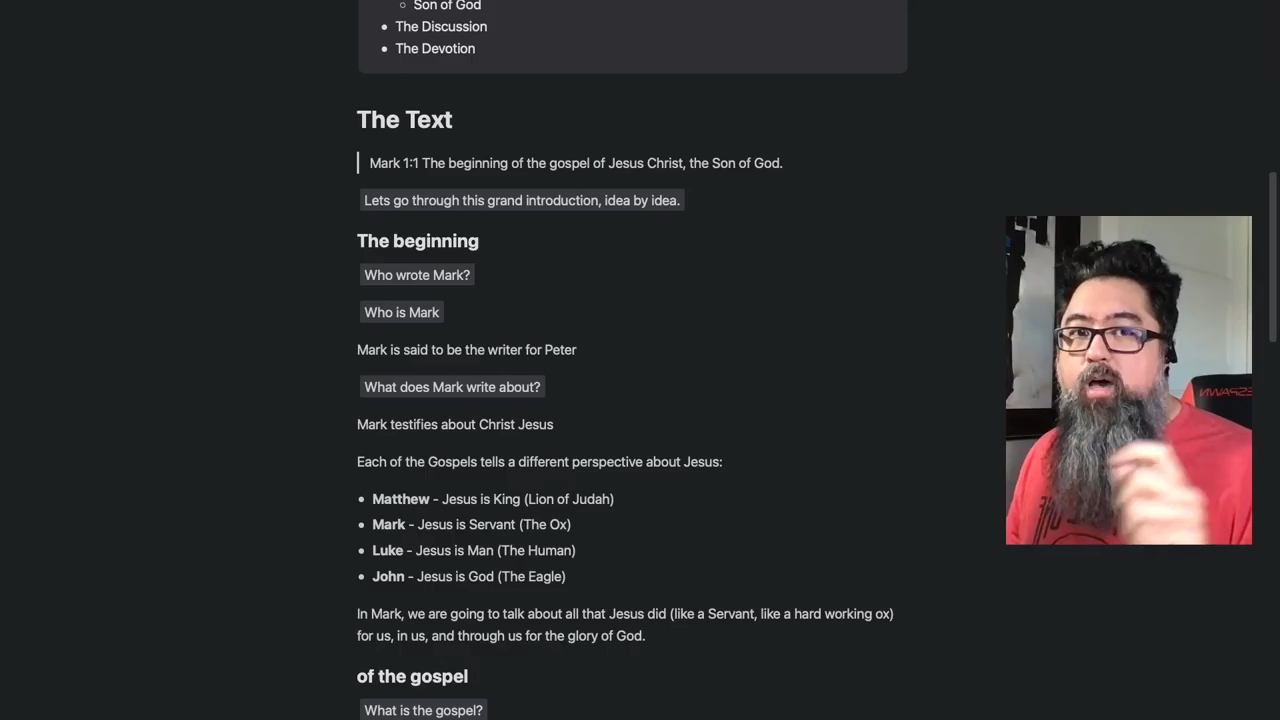 Son of God
The Discussion
The Devotion
The Text
Mark 1:1 The beginning of the gospel of Jesus Christ, the Son of God.
Lets go through this grand introduction, idea by idea.
The beginning
Who wrote Mark?
Who is Mark
Mark is said to be the writer for Peter
What does Mark write about?
Mark testifies about Christ Jesus
Each of the Gospels tells a different perspective about Jesus:
Matthew - Jesus is King (Lion of Judah)
Mark - Jesus is Servant (The Ox)
Luke - Jesus is Man (The Human)
John - Jesus is God (The Eagle)
In Mark, we are going to talk about all that Jesus did (like a Servant, like a hard working ox)
for us, in us, and through us for the glory of God.
of the gospel
What is the gospel?